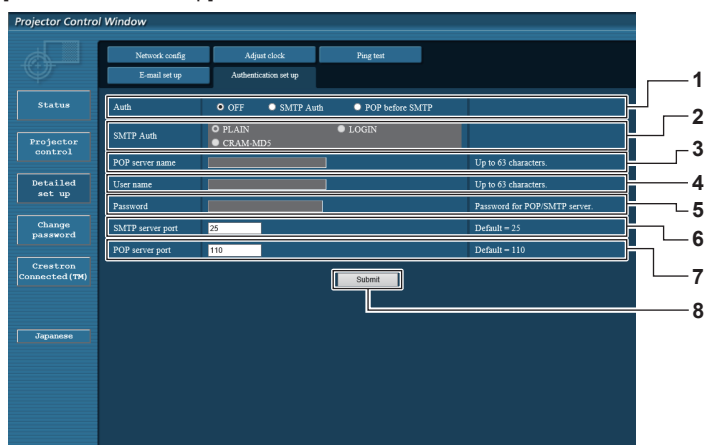 Projector Control Window
Network config
Adjust clock
Ping test
E-mail set up
Authentication set up
Status
Projector
control
Detailed
set up
Change
password
Crestron
Connected(TM)
Japanese
Auth
OFF
SMTP Auth
POP before SMTP
1
SMTP Auth
PLAIN
LOGIN
CRAM-MD5
2
POP server name
Up to 63 characters.
3
User name
Up to 63 characters.
4
Password
Password for POP/SMTP server.
5
SMTP server port
25
Default = 25
6
POP server port
110
Default = 110
7
Submit
8